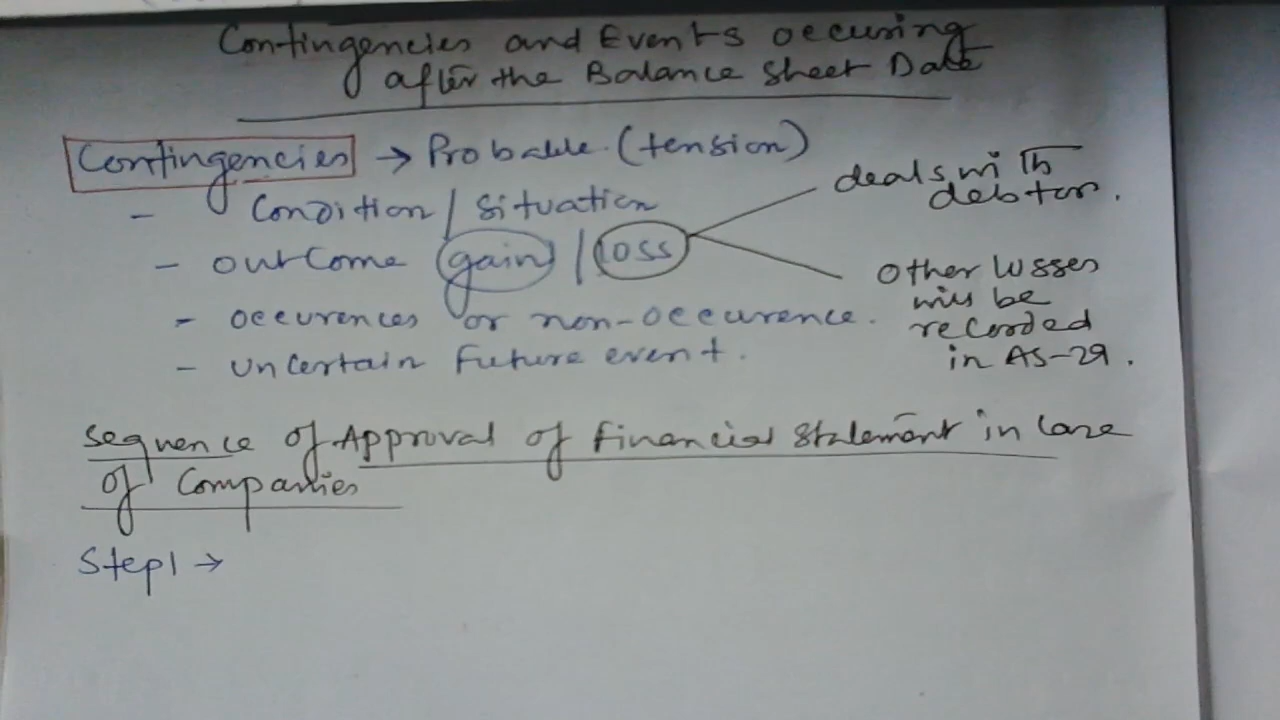 Contingencies and Events occuring
after the Balance Sheet Date
Contingencies → Probable (tension)
- Condition / Situation
- outcome gain / loss
deals with
debtor.
- occurences or non-occurence.
- uncertain future event.
other losses
will be
recorded
in AS-29.
Sequence of Approval of Financial Statement in case
of Companies
Step 1 →